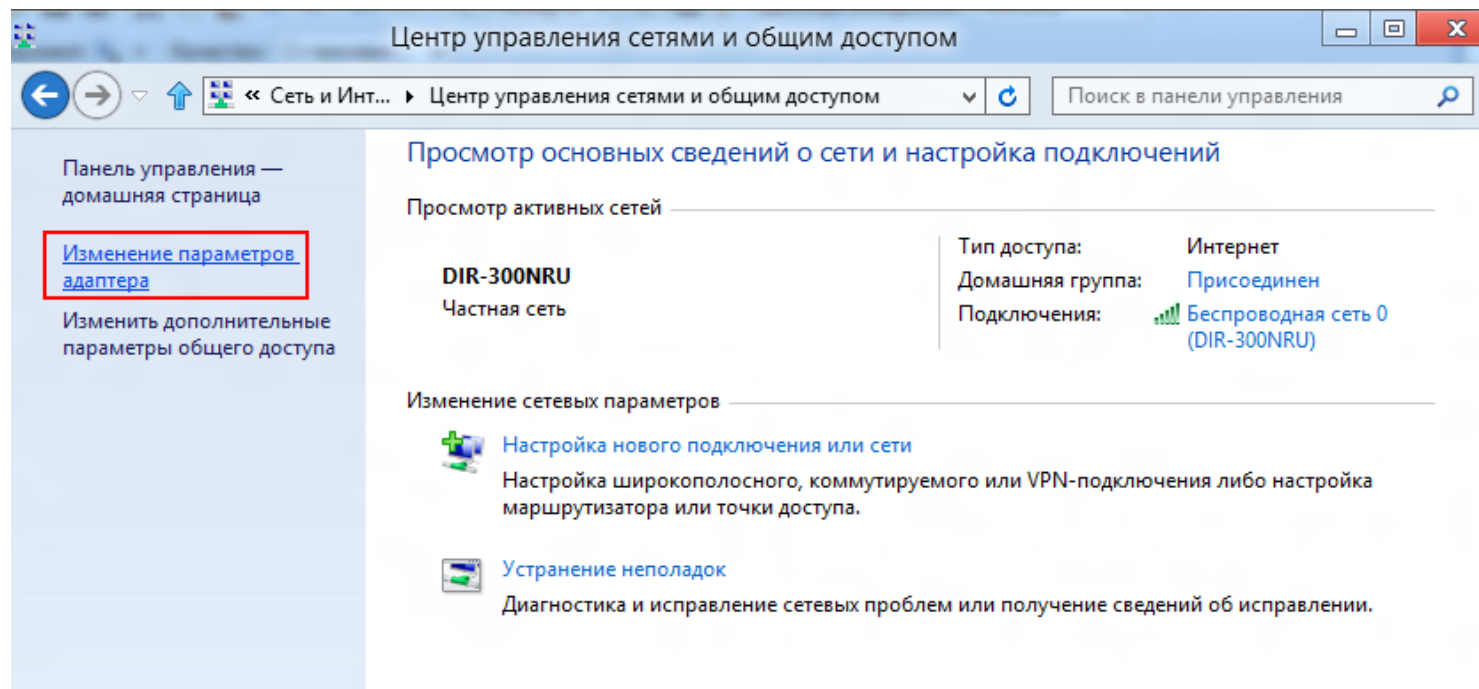 Центр управления сетями и общим доступом
« Сеть и Инт... ▸ Центр управления сетями и общим доступом
Поиск в панели управления
Панель управления —
домашняя страница
Изменение параметров
адаптера
Изменить дополнительные
параметры общего доступа
Просмотр основных сведений о сети и настройка подключений
Просмотр активных сетей
DIR-300NRU
Частная сеть
Тип доступа: Интернет
Домашняя группа: Присоединен
Подключения: Беспроводная сеть 0
(DIR-300NRU)
Изменение сетевых параметров
Настройка нового подключения или сети
Настройка широкополосного, коммутируемого или VPN-подключения либо настройка
маршрутизатора или точки доступа.
Устранение неполадок
Диагностика и исправление сетевых проблем или получение сведений об исправлении.